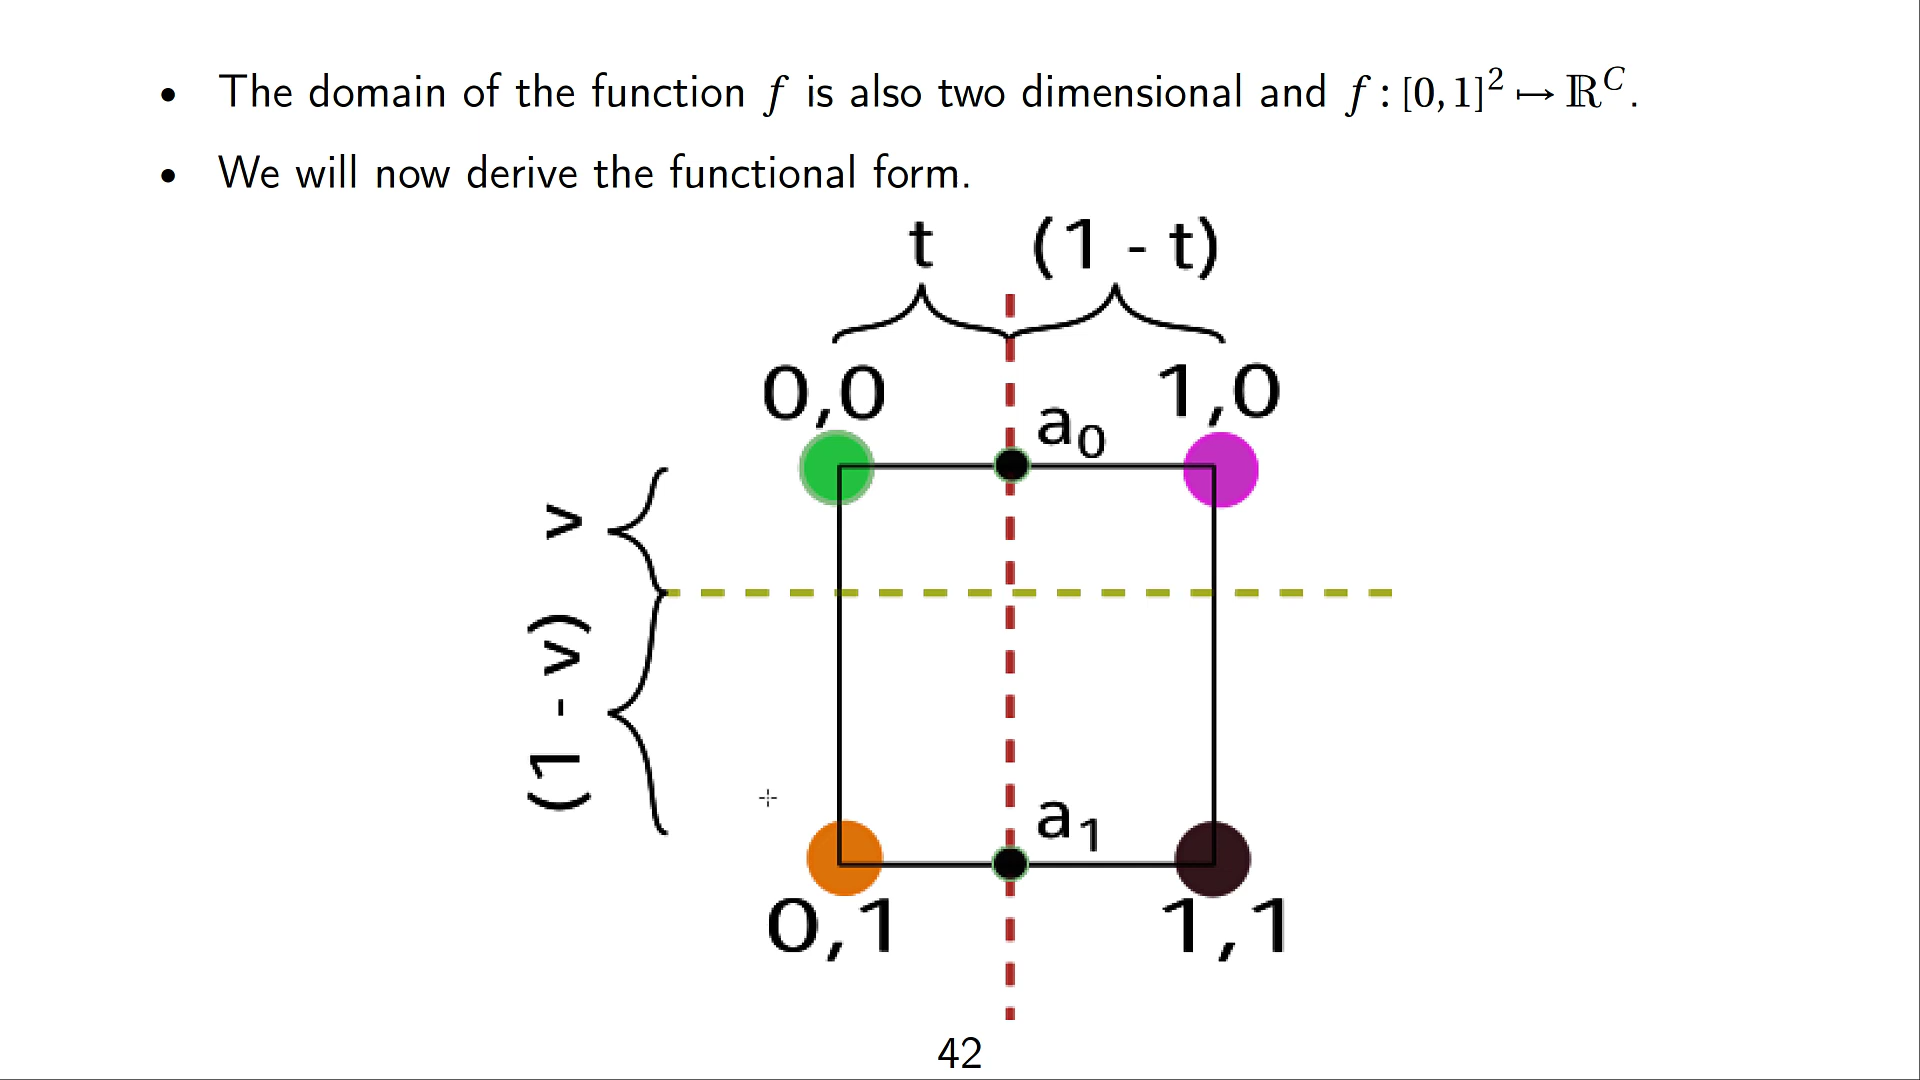 • The domain of the function f is also two dimensional and f : [0,1]² ↦ ℝᶜ.
• We will now derive the functional form.
t (1 - t)
0,0 1,0
a₀
v
(1 - v)
a₁
0,1 1,1
42